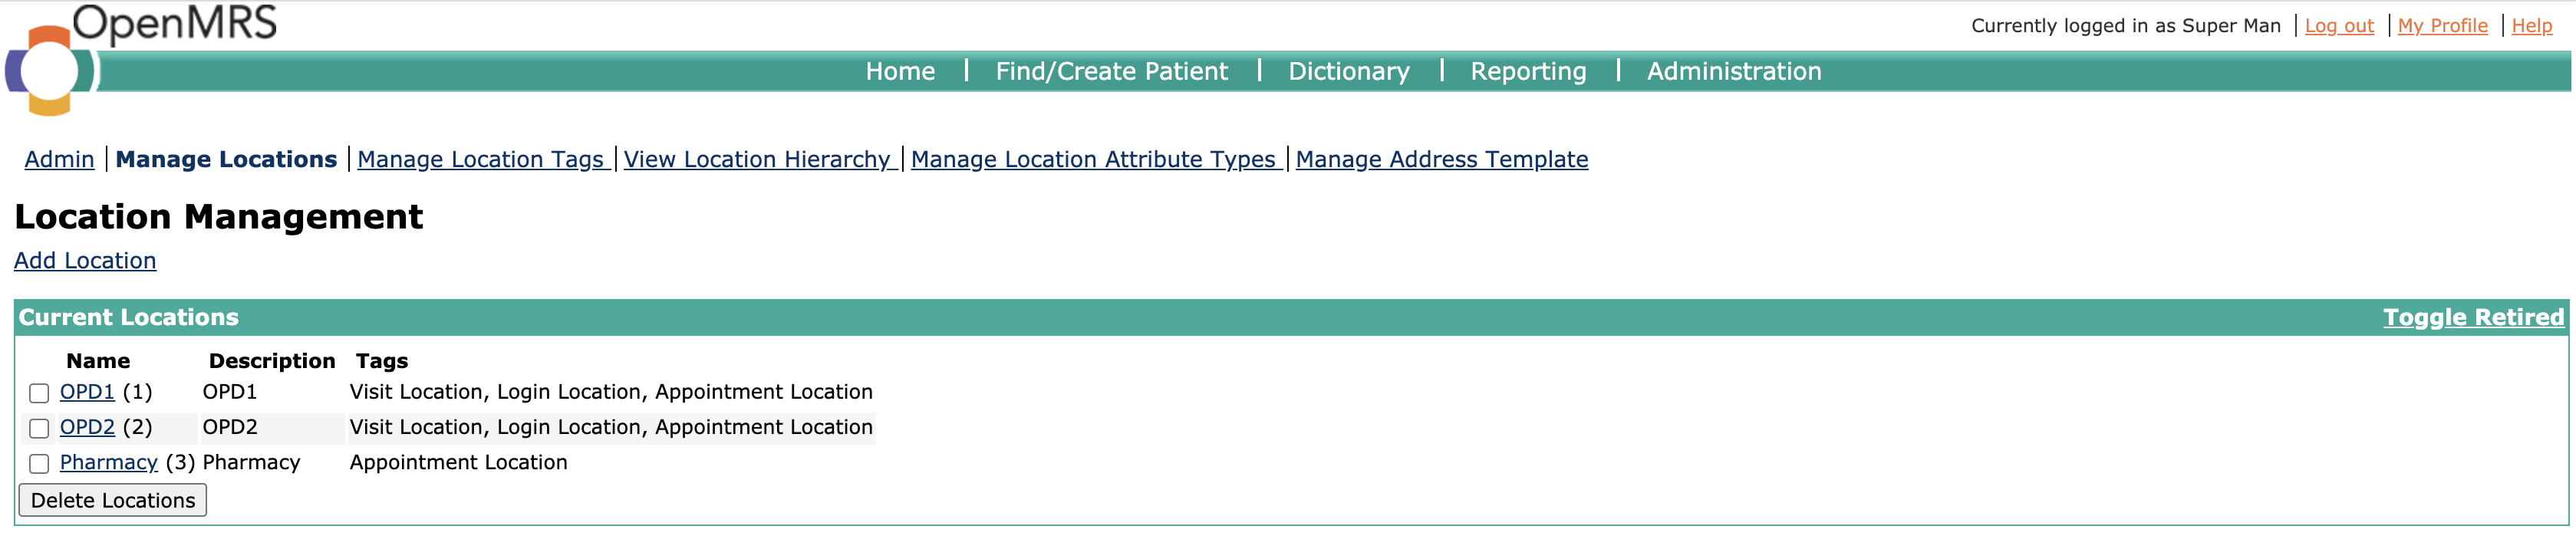 OpenMRS
Currently logged in as Super Man | Log out | My Profile | Help
Home | Find/Create Patient | Dictionary | Reporting | Administration
Admin | Manage Locations | Manage Location Tags | View Location Hierarchy | Manage Location Attribute Types | Manage Address Template
Location Management
Add Location
Current Locations Toggle Retired
Name Description Tags
OPD1 (1) OPD1 Visit Location, Login Location, Appointment Location
OPD2 (2) OPD2 Visit Location, Login Location, Appointment Location
Pharmacy (3) Pharmacy Appointment Location
Delete Locations